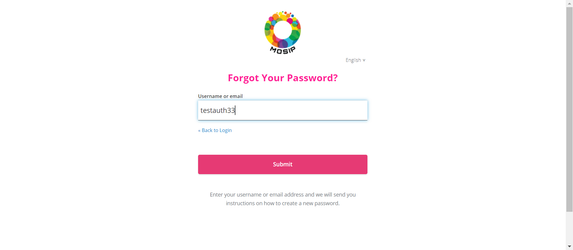 MOSIP
English
Forgot Your Password?
Username or email
testauth33
« Back to Login
Submit
Enter your username or email address and we will send you
instructions on how to create a new password.